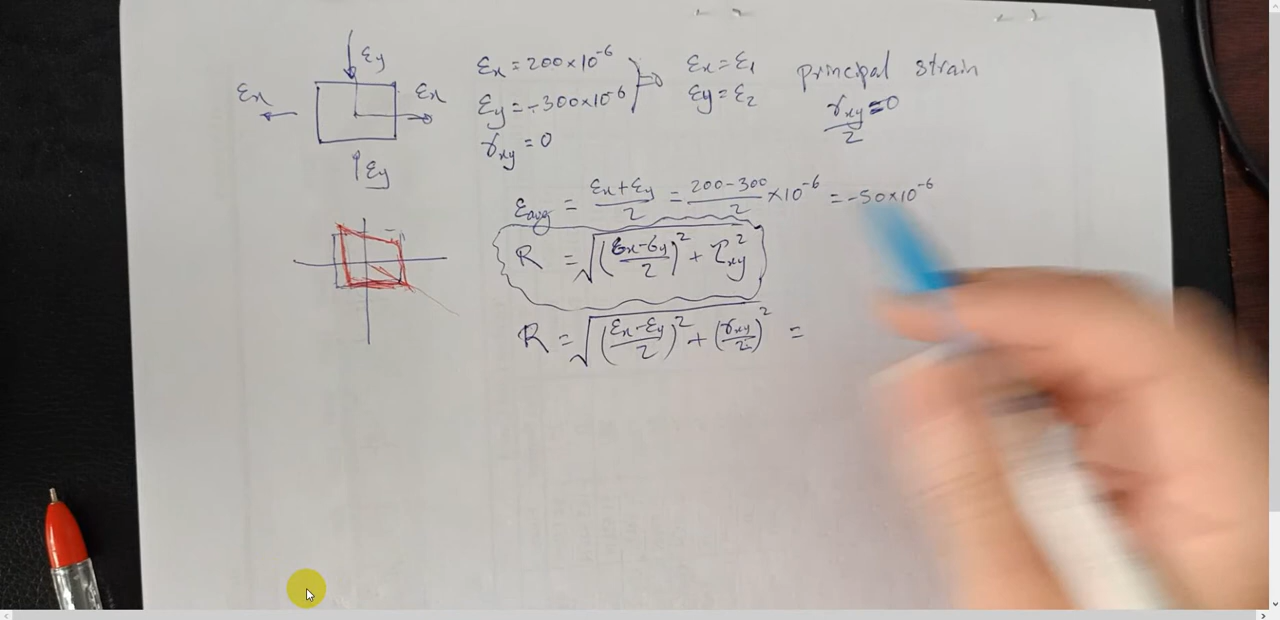 εy
εx εx
εy
εx = 200×10⁻⁶
εy = -300×10⁻⁶
γxy = 0
⇒ εx = ε1
εy = ε2
principal strain
γxy/2 = 0
εavg = (εx+εy)/2 = (200-300)/2 ×10⁻⁶ = -50×10⁻⁶
R = √(((σx-σy)/2)² + τxy²)
R = √(((εx-εy)/2)² + (γxy/2)²) =